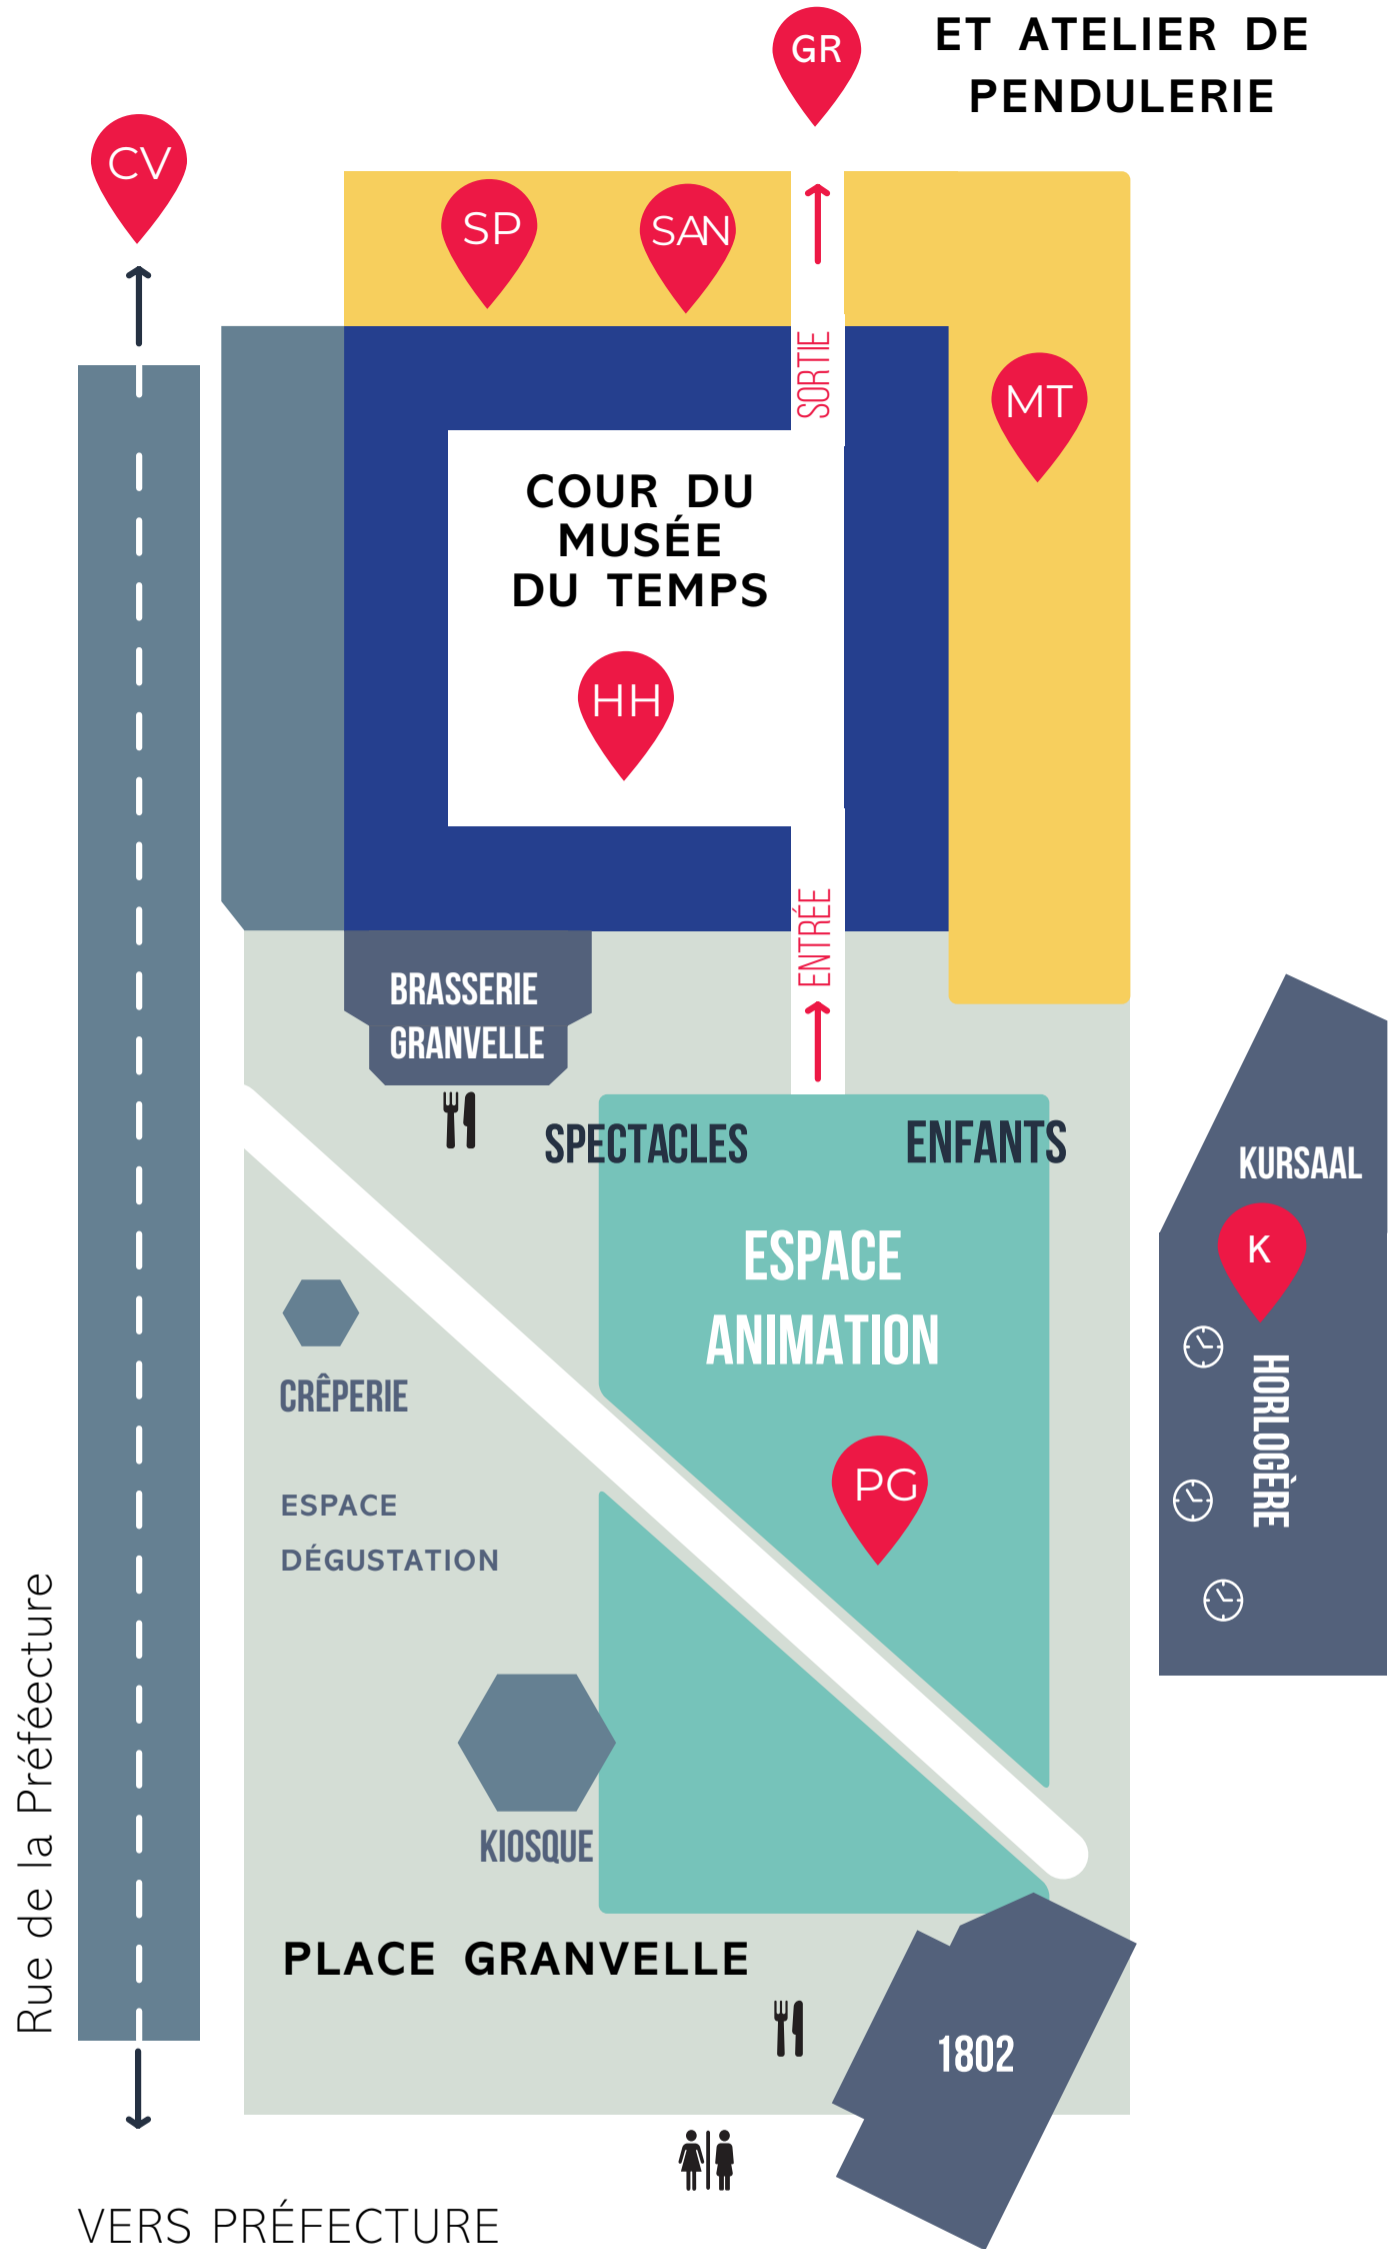 GR
ET ATELIER DE
PENDULERIE
CV
SP
SAN
SORTIE
MT
COUR DU
MUSÉE
DU TEMPS
HH
ENTRÉE
BRASSERIE
GRANVELLE
SPECTACLES
ENFANTS
KURSAAL
ESPACE
ANIMATION
K
HORLOGÈRE
CRÊPERIE
PG
ESPACE
DÉGUSTATION
Rue de la Préféecture
KIOSQUE
PLACE GRANVELLE
1802
VERS PRÉFECTURE